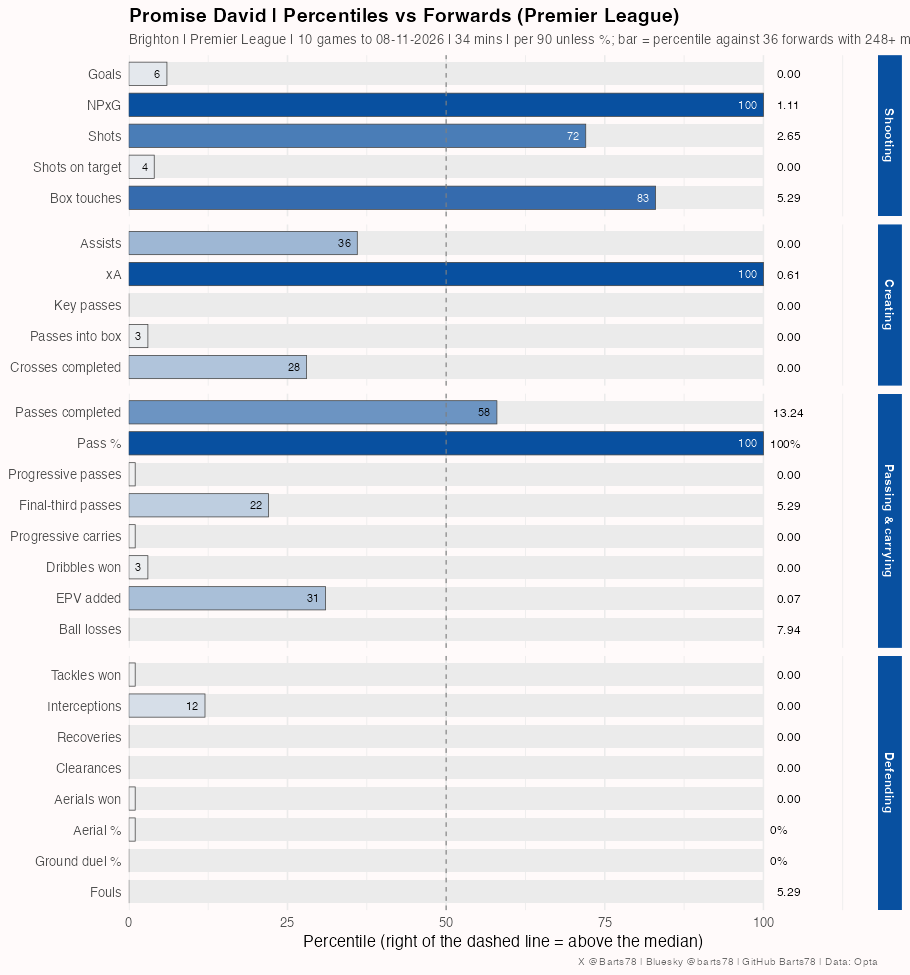 Promise David | Percentiles vs Forwards (Premier League)
Brighton | Premier League | 10 games to 08-11-2026 | 34 mins | per 90 unless %; bar = percentile against 36 forwards with 248+ m
Goals 6 0.00
NPxG 100 1.11
Shots 72 2.65
Shots on target 4 0.00
Box touches 83 5.29
Shooting
Assists 36 0.00
xA 100 0.61
Key passes 0.00
Passes into box 3 0.00
Crosses completed 28 0.00
Creating
Passes completed 58 13.24
Pass % 100 100%
Progressive passes 0.00
Final-third passes 22 5.29
Progressive carries 0.00
Dribbles won 3 0.00
EPV added 31 0.07
Ball losses 7.94
Passing & carrying
Tackles won 0.00
Interceptions 12 0.00
Recoveries 0.00
Clearances 0.00
Aerials won 0.00
Aerial % 0%
Ground duel % 0%
Fouls 5.29
Defending
0 25 50 75 100
Percentile (right of the dashed line = above the median)
X @Barts78 | Bluesky @barts78 | GitHub Barts78 | Data: Opta